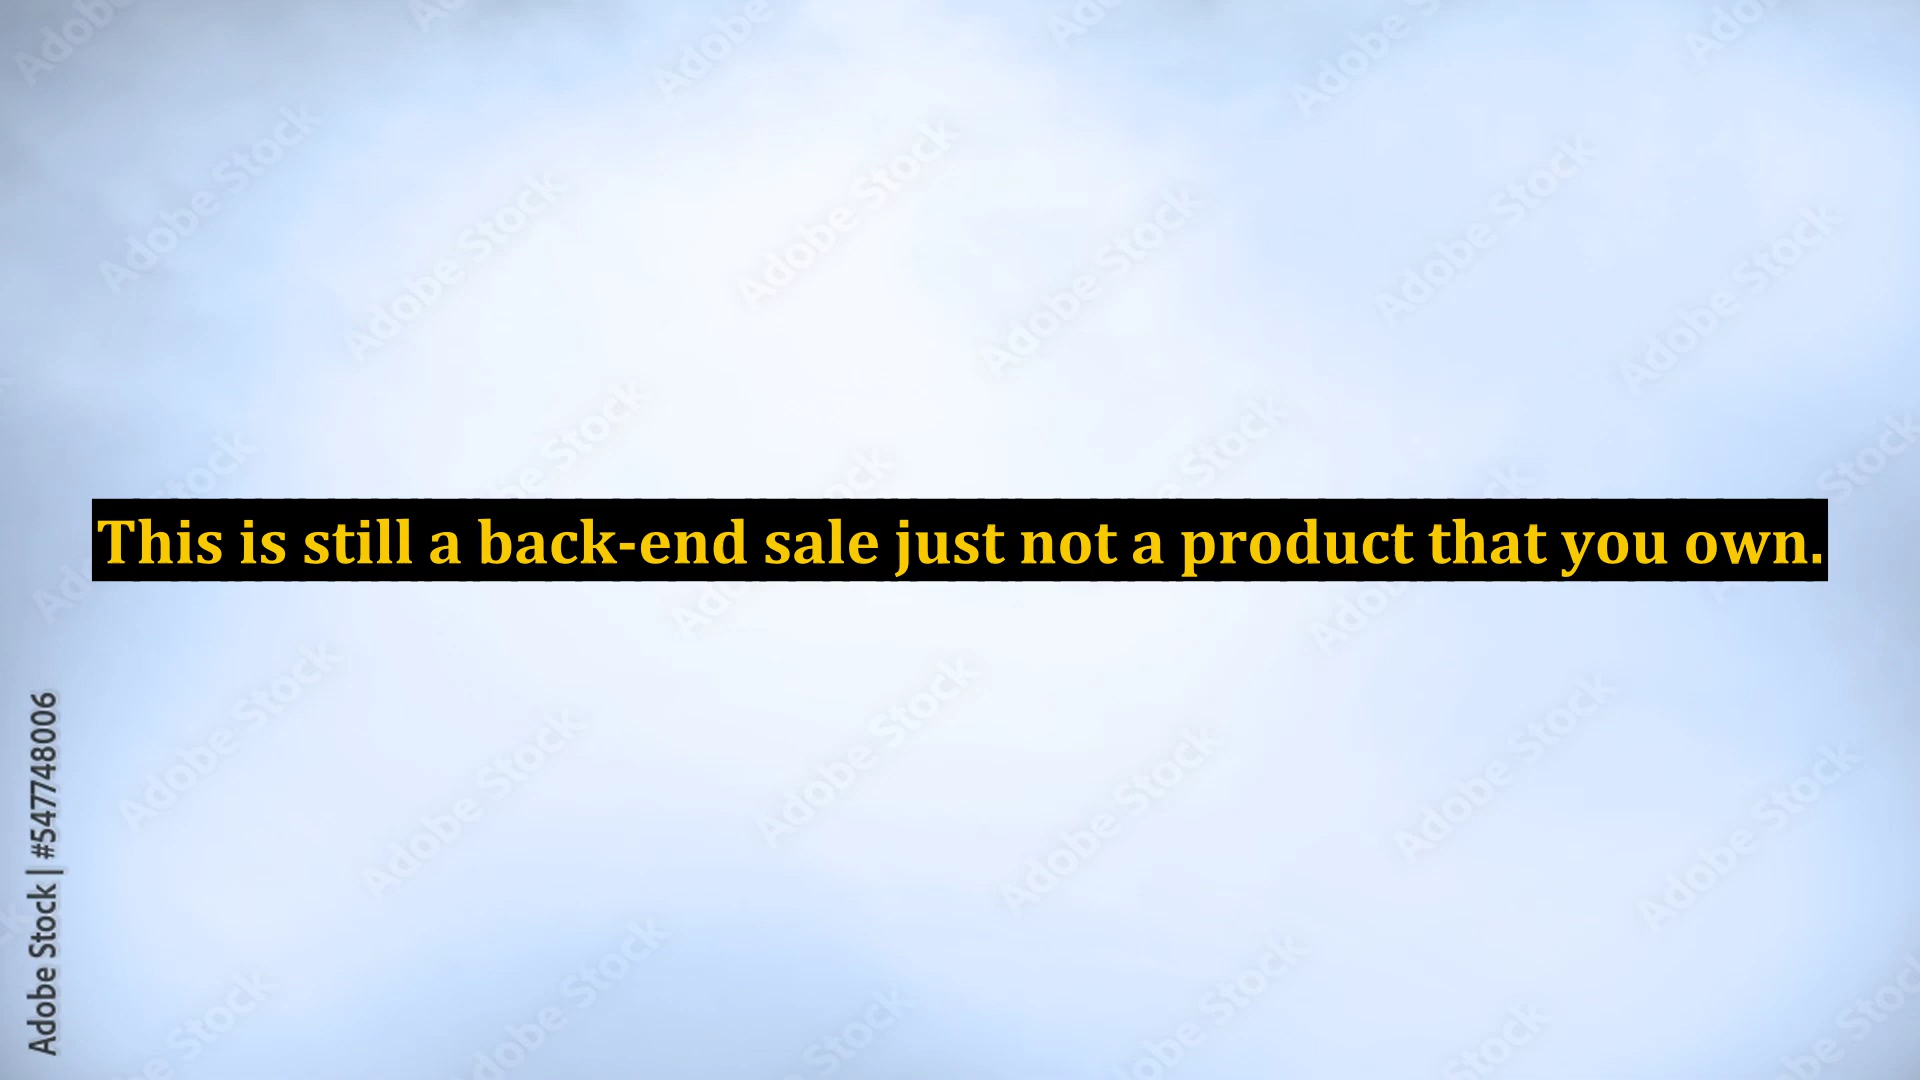 This is still a back-end sale just not a product that you own.
Adobe Stock | #547748006